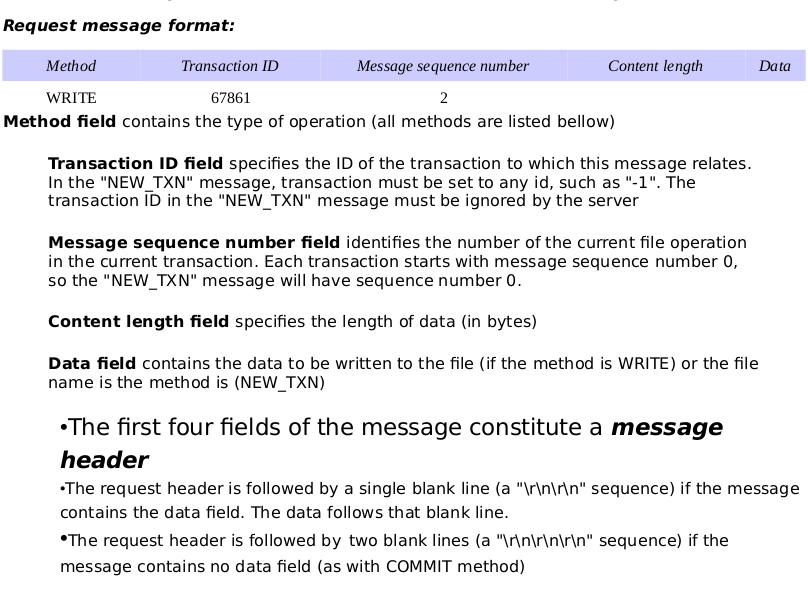 Request message format:
Method Transaction ID Message sequence number Content length Data
WRITE 67861 2
Method field contains the type of operation (all methods are listed bellow)
Transaction ID field specifies the ID of the transaction to which this message relates.
In the "NEW_TXN" message, transaction must be set to any id, such as "-1". The
transaction ID in the "NEW_TXN" message must be ignored by the server
Message sequence number field identifies the number of the current file operation
in the current transaction. Each transaction starts with message sequence number 0,
so the "NEW_TXN" message will have sequence number 0.
Content length field specifies the length of data (in bytes)
Data field contains the data to be written to the file (if the method is WRITE) or the file
name is the method is (NEW_TXN)
•The first four fields of the message constitute a message
header
•The request header is followed by a single blank line (a "\r\n\r\n" sequence) if the message
contains the data field. The data follows that blank line.
•The request header is followed by two blank lines (a "\r\n\r\n\r\n" sequence) if the
message contains no data field (as with COMMIT method)